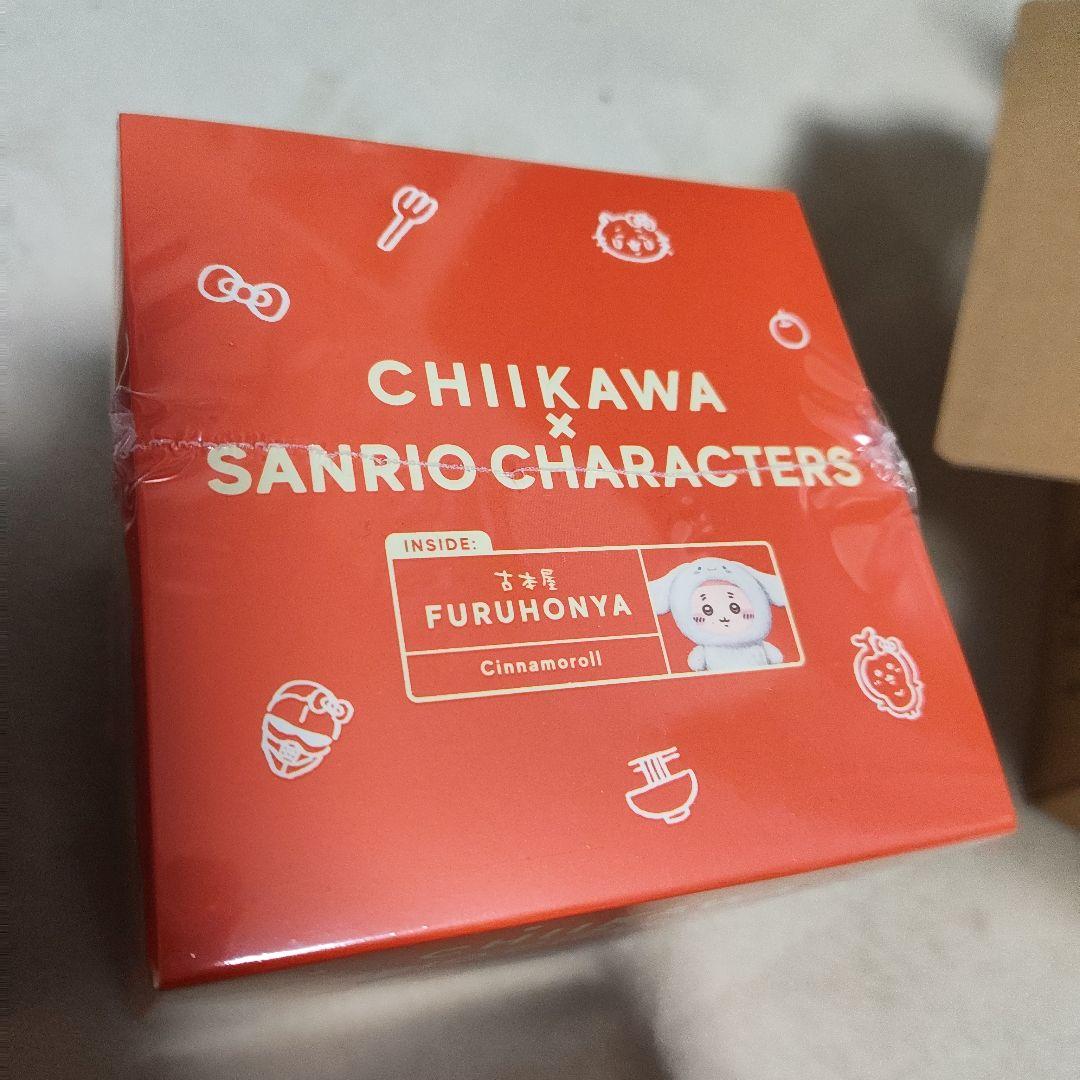 CHIIKAWA
×
SANRIO CHARACTERS
INSIDE:
古本屋
FURUHONYA
Cinnamoroll